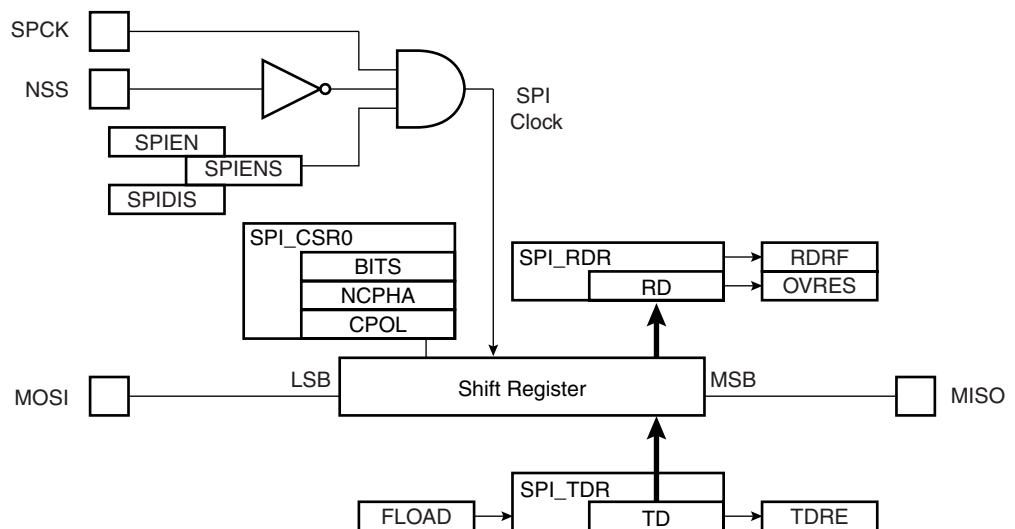 SPCK
NSS
SPI
Clock
SPIEN
SPIENS
SPIDIS
SPI_CSR0
BITS
NCPHA
CPOL
SPI_RDR
RD
RDRF
OVRES
MOSI
LSB
Shift Register
MSB
MISO
SPI_TDR
FLOAD
TD
TDRE